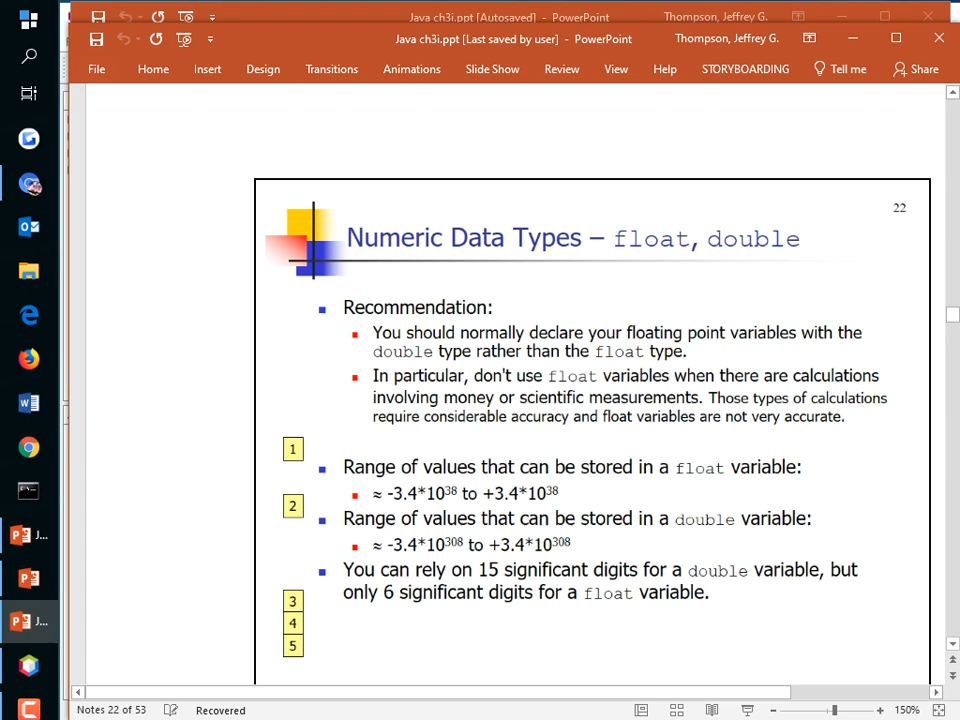 Java ch3i.ppt [Autosaved] - PowerPoint
Thompson, Jeffrey G.
Java ch3i.ppt [Last saved by user] - PowerPoint
Thompson, Jeffrey G.
File Home Insert Design Transitions Animations Slide Show Review View Help STORYBOARDING Tell me Share
22
Numeric Data Types – float, double
Recommendation:
You should normally declare your floating point variables with the
double type rather than the float type.
In particular, don't use float variables when there are calculations
involving money or scientific measurements. Those types of calculations
require considerable accuracy and float variables are not very accurate.
1
Range of values that can be stored in a float variable:
≈ -3.4*10³⁸ to +3.4*10³⁸
2
Range of values that can be stored in a double variable:
≈ -3.4*10³⁰⁸ to +3.4*10³⁰⁸
You can rely on 15 significant digits for a double variable, but
only 6 significant digits for a float variable.
3
4
5
J...
J...
Notes 22 of 53 Recovered 150%